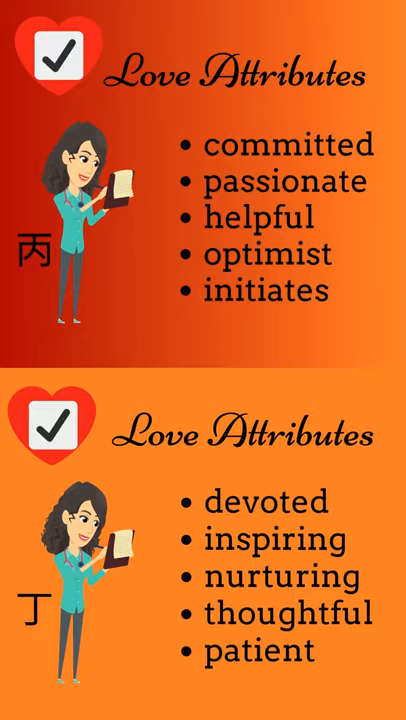 Love Attributes
• committed
• passionate
• helpful
• optimist
• initiates
丙
Love Attributes
• devoted
• inspiring
• nurturing
• thoughtful
• patient
丁